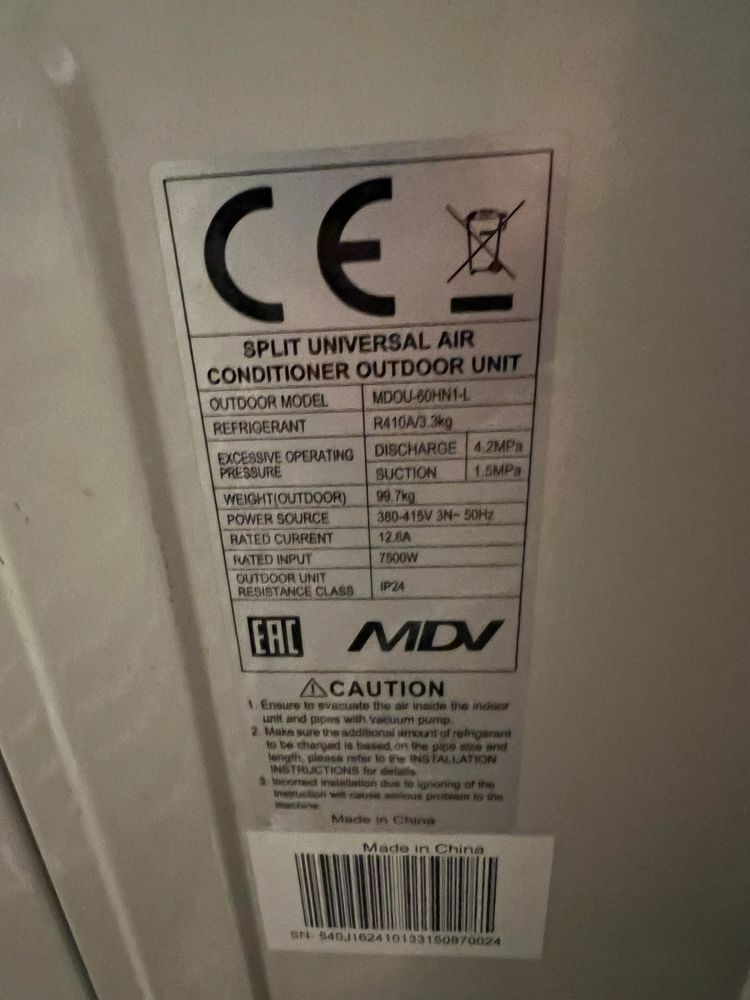 CE
SPLIT UNIVERSAL AIR
CONDITIONER OUTDOOR UNIT
OUTDOOR MODEL MDOU-60HN1-L
REFRIGERANT R410A/3.3kg
EXCESSIVE OPERATING PRESSURE DISCHARGE 4.2MPa
SUCTION 1.5MPa
WEIGHT(OUTDOOR) 99.7kg
POWER SOURCE 380-415V 3N~ 50Hz
RATED CURRENT 12.6A
RATED INPUT 7500W
OUTDOOR UNIT
RESISTANCE CLASS IP24
EAC MDV
CAUTION
1. Ensure to evacuate the air inside the indoor
unit and pipes with vacuum pump.
2. Make sure the additional amount of refrigerant
to be charged is based on the pipe size and
length, please refer to the INSTALLATION
INSTRUCTIONS for details.
3. Incorrect installation due to ignoring of the
Instruction will cause serious problem to the
machine.
Made in China
Made in China
SN- 540J162410133150870024